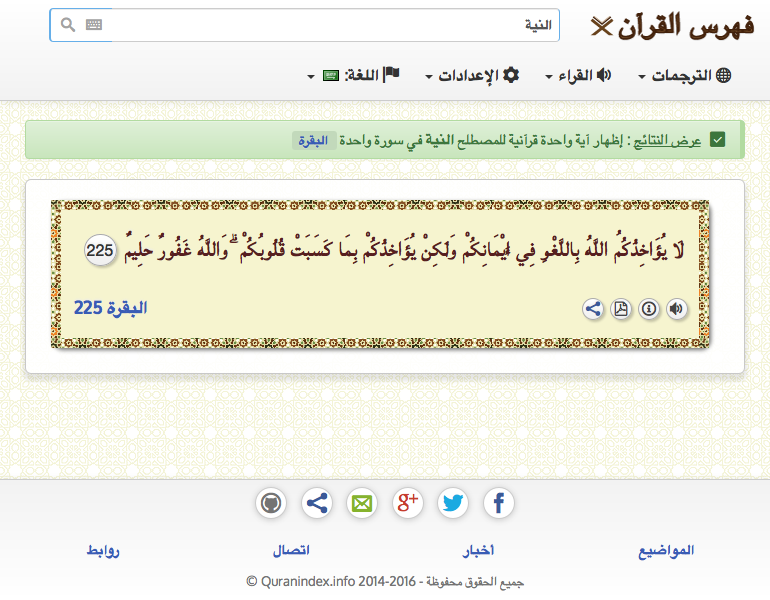 فهرس القرآن
النية
الترجمات
القراء
الإعدادات
اللغة:
عرض النتائج : إظهار آية واحدة قرآنية للمصطلح النية في سورة واحدة البقرة
لَا يُؤَاخِذُكُمُ اللَّهُ بِاللَّغْوِ فِي أَيْمَانِكُمْ وَلَٰكِنْ يُؤَاخِذُكُمْ بِمَا كَسَبَتْ قُلُوبُكُمْ ۗ وَاللَّهُ غَفُورٌ حَلِيمٌ 225
البقرة 225
المواضيع
أخبار
اتصال
روابط
جميع الحقوق محفوظة - Quranindex.info 2014-2016 ©